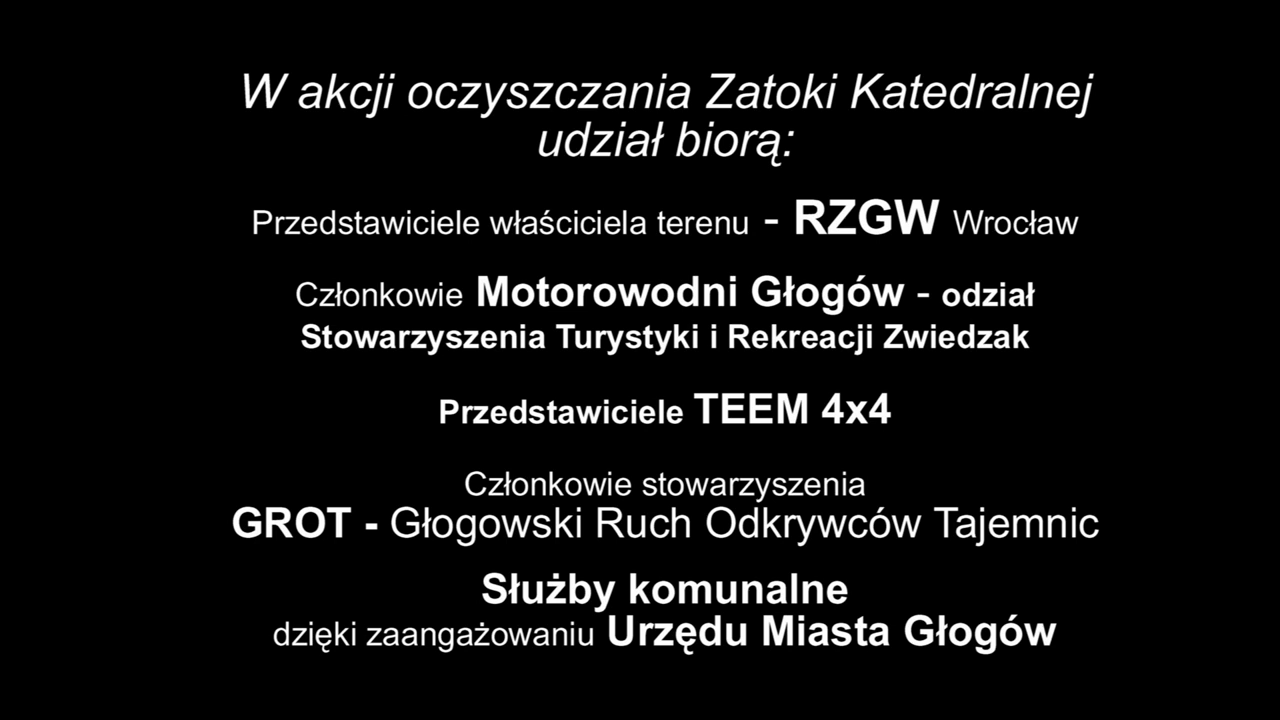 W akcji oczyszczania Zatoki Katedralnej
udział biorą:
Przedstawiciele właściciela terenu - RZGW Wrocław
Członkowie Motorowodni Głogów - odział
Stowarzyszenia Turystyki i Rekreacji Zwiedzak
Przedstawiciele TEEM 4x4
Członkowie stowarzyszenia
GROT - Głogowski Ruch Odkrywców Tajemnic
Służby komunalne
dzięki zaangażowaniu Urzędu Miasta Głogów